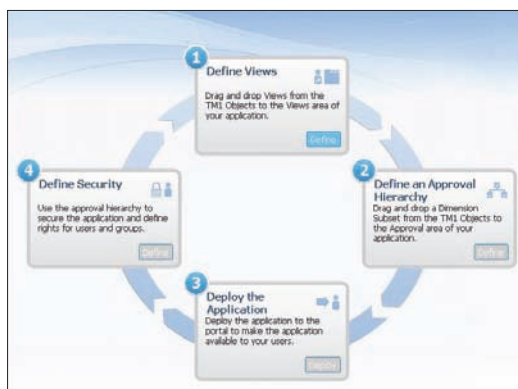 1
Define Views
Drag and drop Views from the
TM1 Objects to the Views area of
your application.
Define
2
Define an Approval
Hierarchy
Drag and drop a Dimension
Subset from the TM1 Objects to
the Approval area of your
application.
Define
3
Deploy the
Application
Deploy the application to the
portal to make the application
available to your users.
Deploy
4
Define Security
Use the approval hierarchy to
secure the application and define
rights for users and groups.
Define